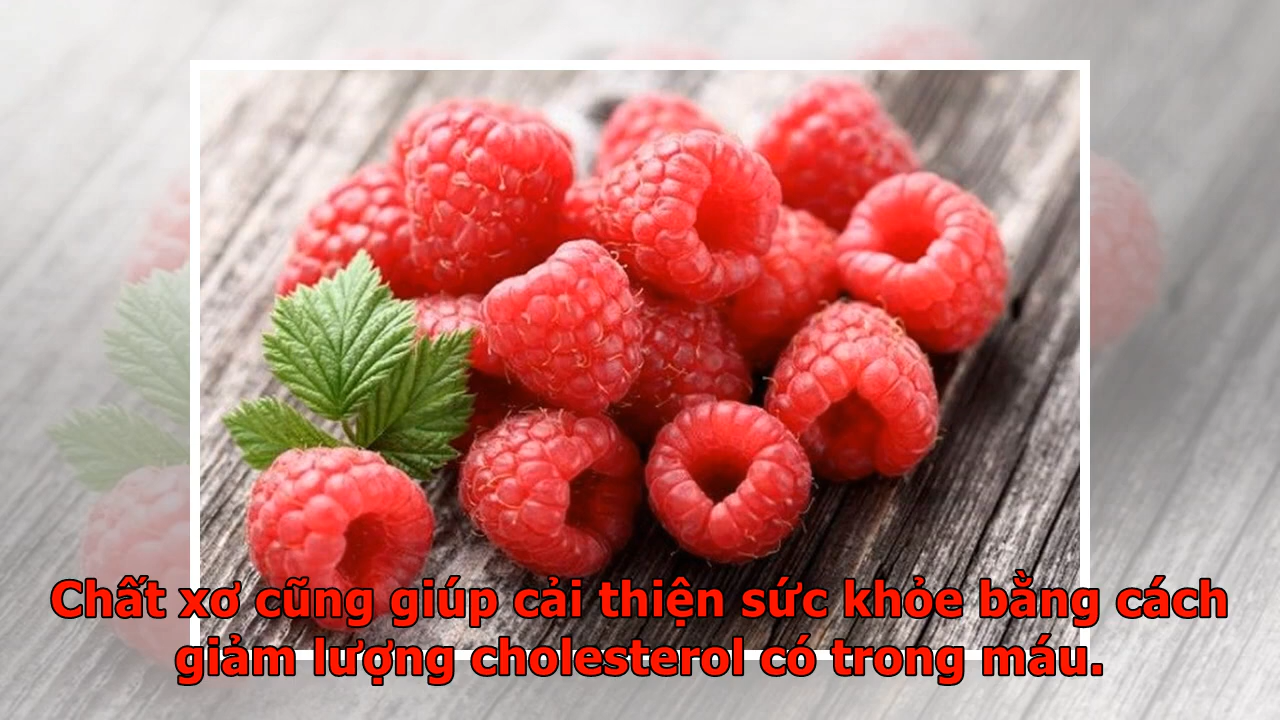 Chất xơ cũng giúp cải thiện sức khỏe bằng cách
giảm lượng cholesterol có trong máu.